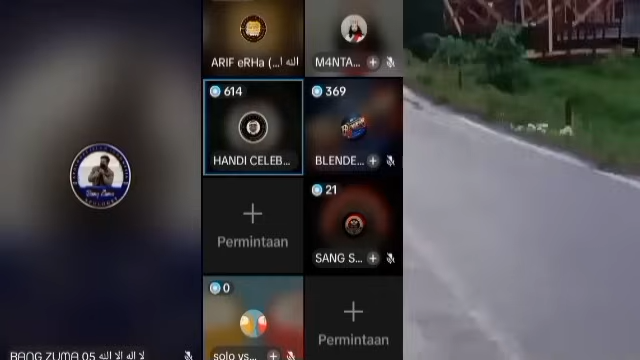 ARIF eRHa (... الله ا
M4NTA...
614
369
HANDI CELEB...
BLENDE...
Permintaan
21
SANG S...
0
Permintaan
solo vs...
BANG ZUMA 05 لا اله الا الله